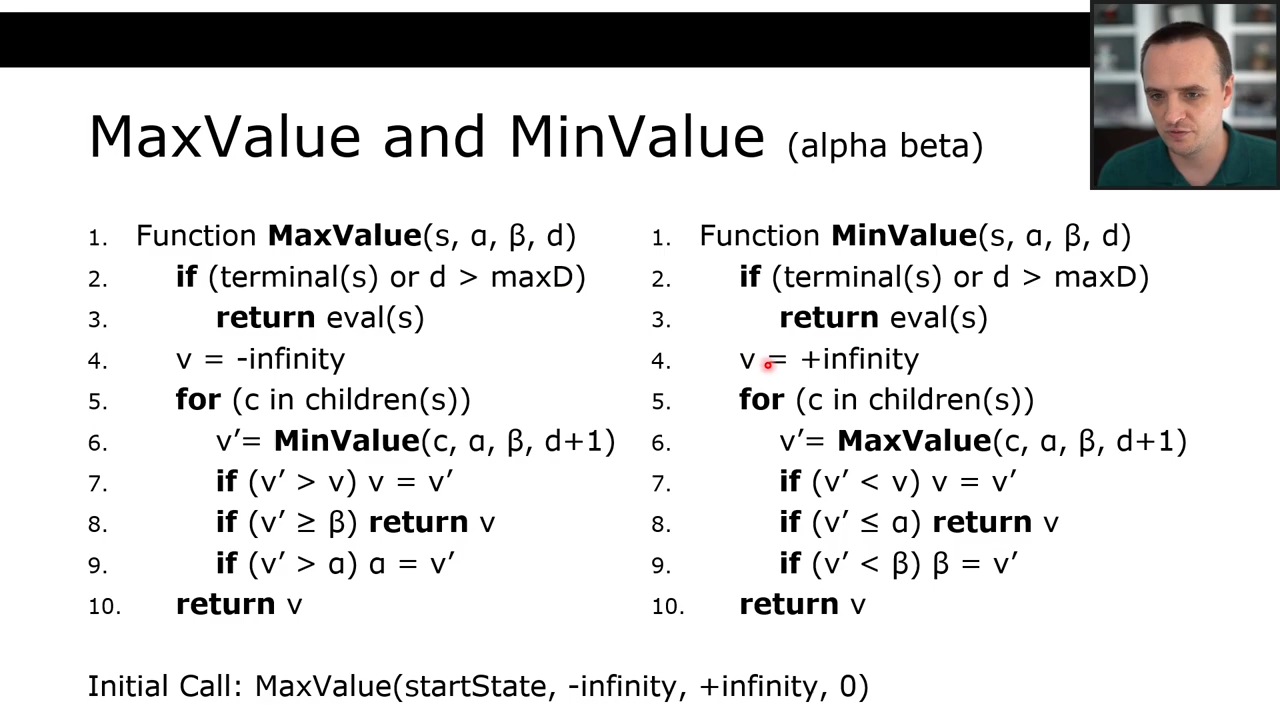 MaxValue and MinValue (alpha beta)
1. Function MaxValue(s, α, β, d)
2. if (terminal(s) or d > maxD)
3. return eval(s)
4. v = -infinity
5. for (c in children(s))
6. v’= MinValue(c, α, β, d+1)
7. if (v’ > v) v = v’
8. if (v’ ≥ β) return v
9. if (v’ > α) α = v’
10. return v
1. Function MinValue(s, α, β, d)
2. if (terminal(s) or d > maxD)
3. return eval(s)
4. v = +infinity
5. for (c in children(s))
6. v’= MaxValue(c, α, β, d+1)
7. if (v’ < v) v = v’
8. if (v’ ≤ α) return v
9. if (v’ < β) β = v’
10. return v
Initial Call: MaxValue(startState, -infinity, +infinity, 0)